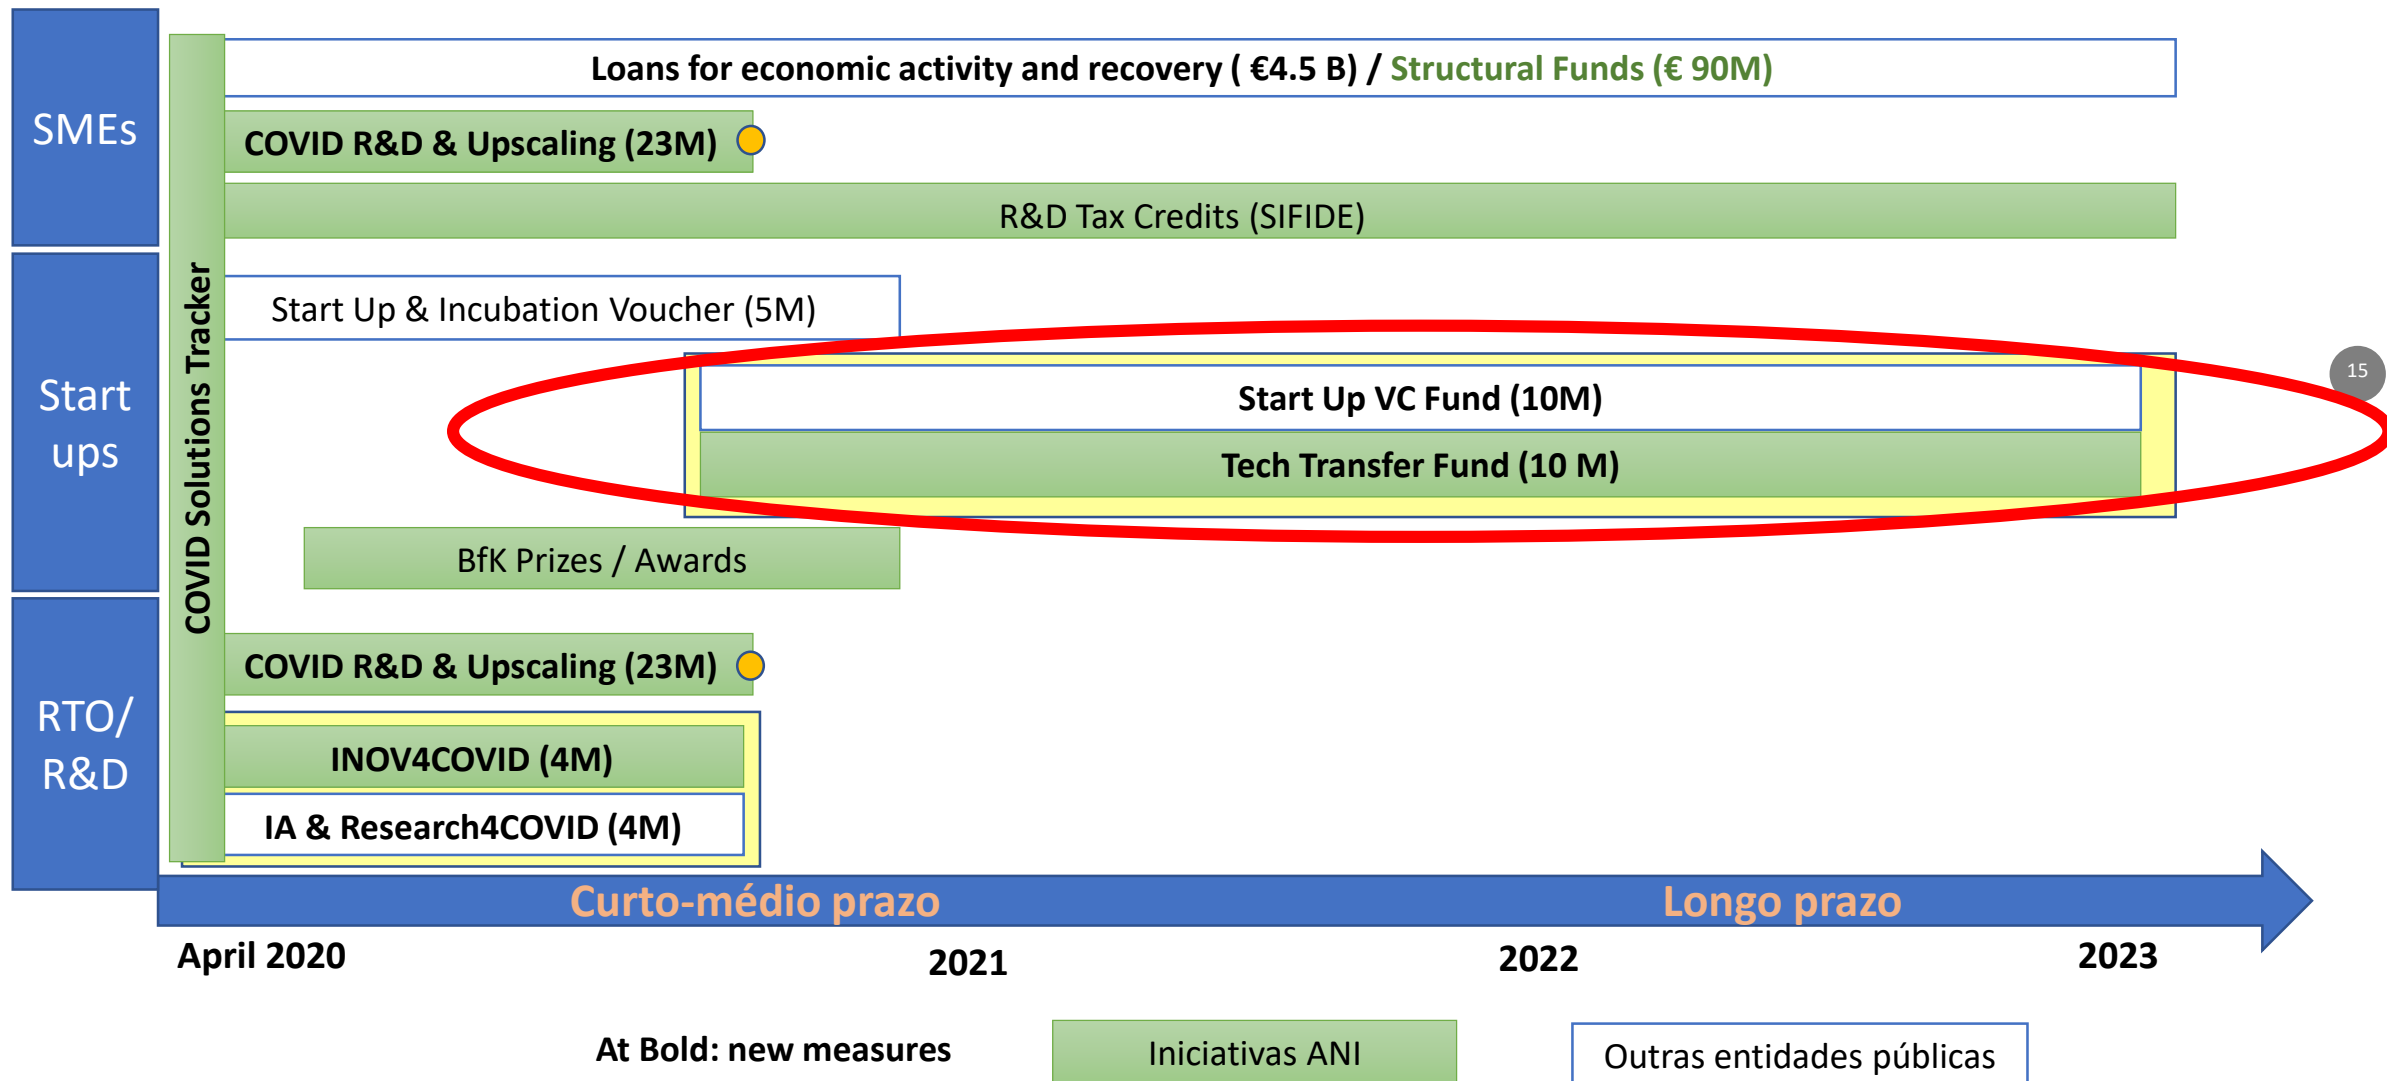 SMEs
Loans for economic activity and recovery ( €4.5 B) / Structural Funds (€ 90M)
COVID R&D & Upscaling (23M)
R&D Tax Credits (SIFIDE)
COVID Solutions Tracker
Start
ups
Start Up & Incubation Voucher (5M)
Start Up VC Fund (10M)
15
Tech Transfer Fund (10 M)
BfK Prizes / Awards
RTO/
R&D
COVID R&D & Upscaling (23M)
INOV4COVID (4M)
IA & Research4COVID (4M)
Curto-médio prazo
Longo prazo
April 2020
2021
2022
2023
At Bold: new measures
Iniciativas ANI
Outras entidades públicas